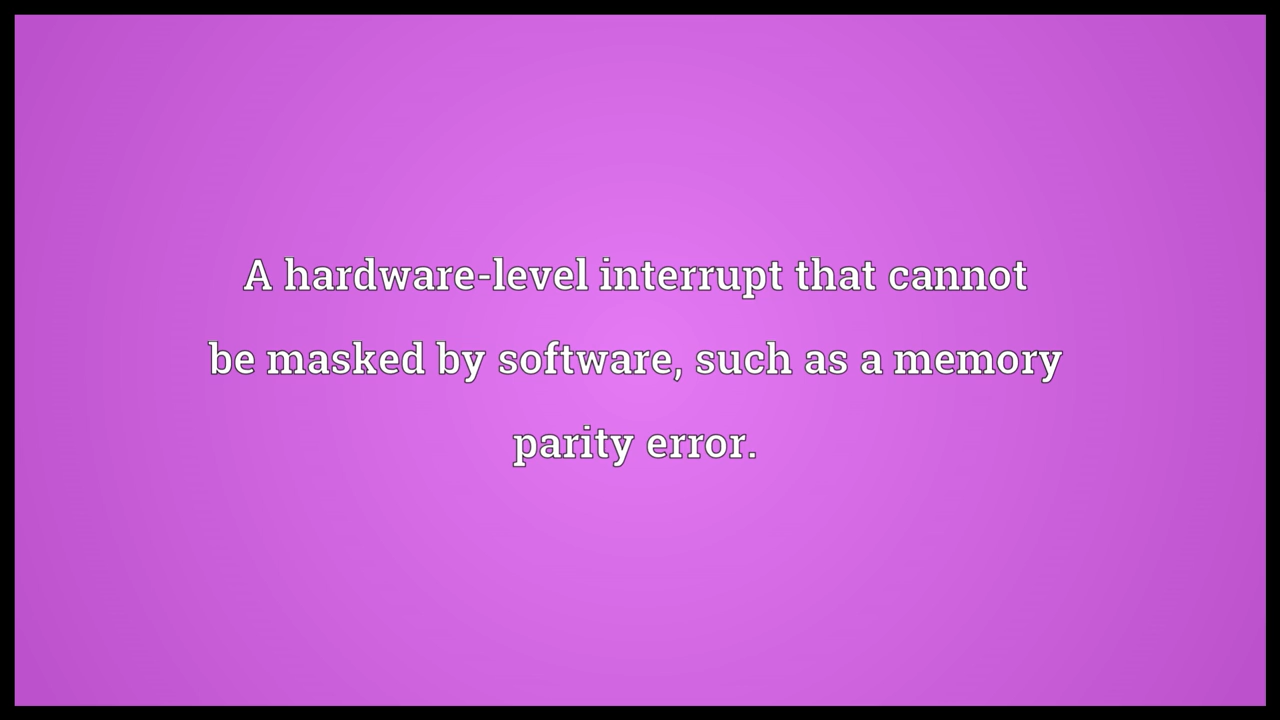 A hardware-level interrupt that cannot
be masked by software, such as a memory
parity error.